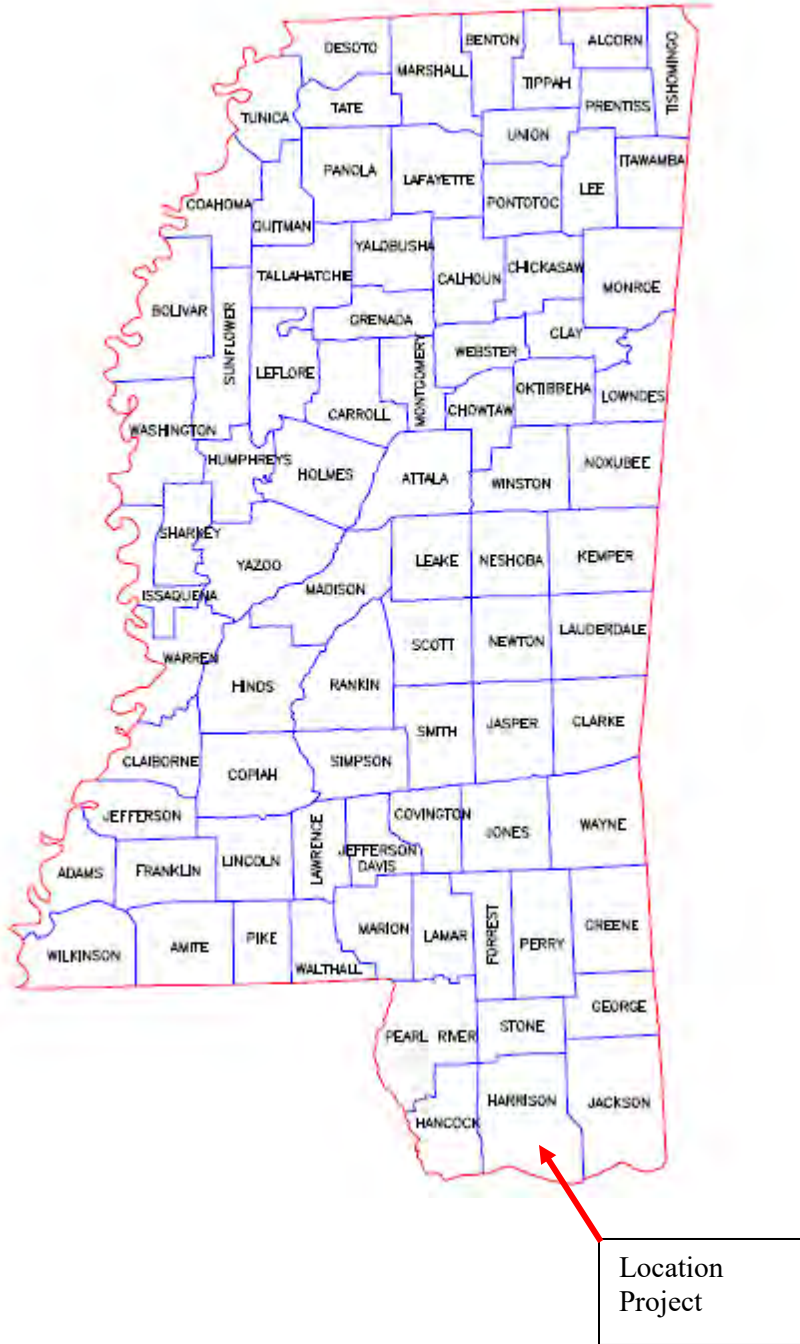 DESOTO
BENTON
ALCORN
MARSHALL
TIPPAH
TISHOMINGO
TATE
PRENTISS
TUNICA
UNION
PANOLA
LAFAYETTE
LEE
ITAWAMBA
COAHOMA
PONTOTOC
QUITMAN
YALOBUSHA
TALLAHATCHIE
CALHOUN
CHICKASAW
MONROE
BOLIVAR
SUNFLOWER
GRENADA
CLAY
WEBSTER
LEFLORE
MONTGOMERY
OKTIBBEHA
LOWNDES
CARROLL
CHOWTAW
WASHINGTON
HUMPHREYS
HOLMES
ATTALA
WINSTON
NOXUBEE
SHARKEY
YAZOO
LEAKE
NESHOBA
KEMPER
ISSAQUENA
MADISON
SCOTT
NEWTON
LAUDERDALE
WARREN
HINDS
RANKIN
SMITH
JASPER
CLARKE
CLAIBORNE
COPIAH
SIMPSON
JEFFERSON
LAWRENCE
COVINGTON
JONES
WAYNE
JEFFERSON
DAVIS
ADAMS
FRANKLIN
LINCOLN
WILKINSON
AMITE
PIKE
WALTHALL
MARION
LAMAR
FORREST
PERRY
GREENE
GEORGE
STONE
PEARL RIVER
HARRISON
JACKSON
HANCOCK
Location
Project